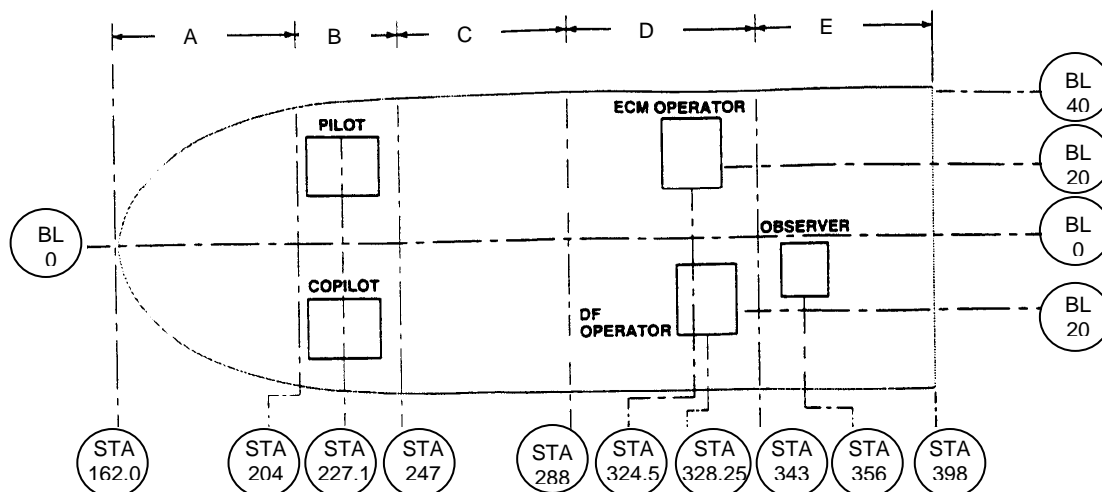 A B C D E
BL
40
PILOT
ECM OPERATOR
BL
20
BL
0
OBSERVER
BL
0
COPILOT
DF
OPERATOR
BL
20
STA
162.0
STA
204
STA
227.1
STA
247
STA
288
STA
324.5
STA
328.25
STA
343
STA
356
STA
398